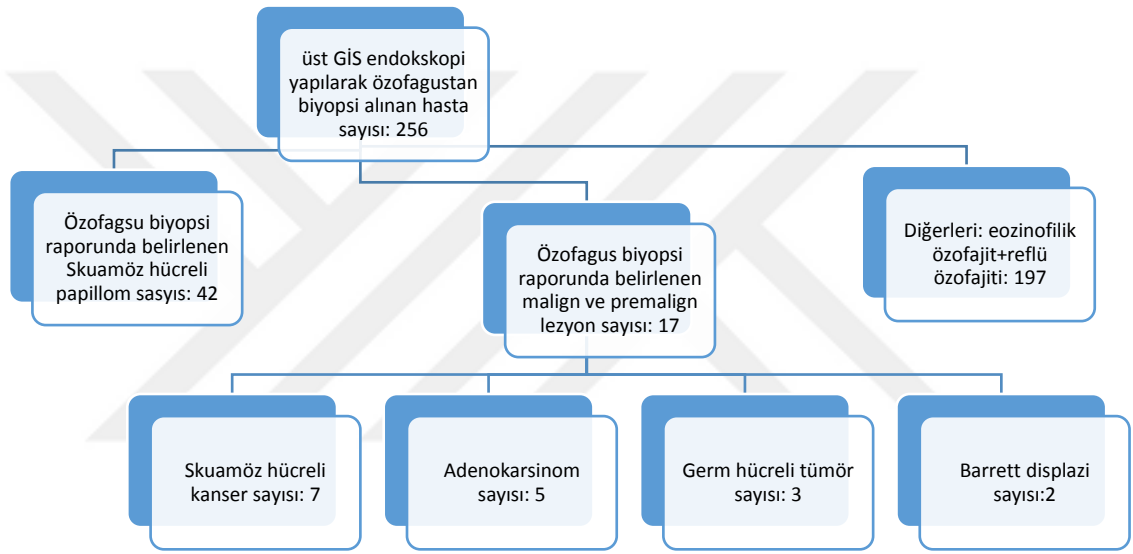 üst GİS endokskopi
yapılarak özofagustan
biyopsi alınan hasta
sayısı: 256
Özofagsu biyopsi
raporunda belirlenen
Skuamöz hücreli
papillom sasyıs: 42
Özofagus biyopsi
raporunda belirlenen
malign ve premalign
lezyon sayısı: 17
Diğerleri: eozinofilik
özofajit+reflü
özofajiti: 197
Skuamöz hücreli
kanser sayısı: 7
Adenokarsinom
sayısı: 5
Germ hücreli tümör
sayısı: 3
Barrett displazi
sayısı:2